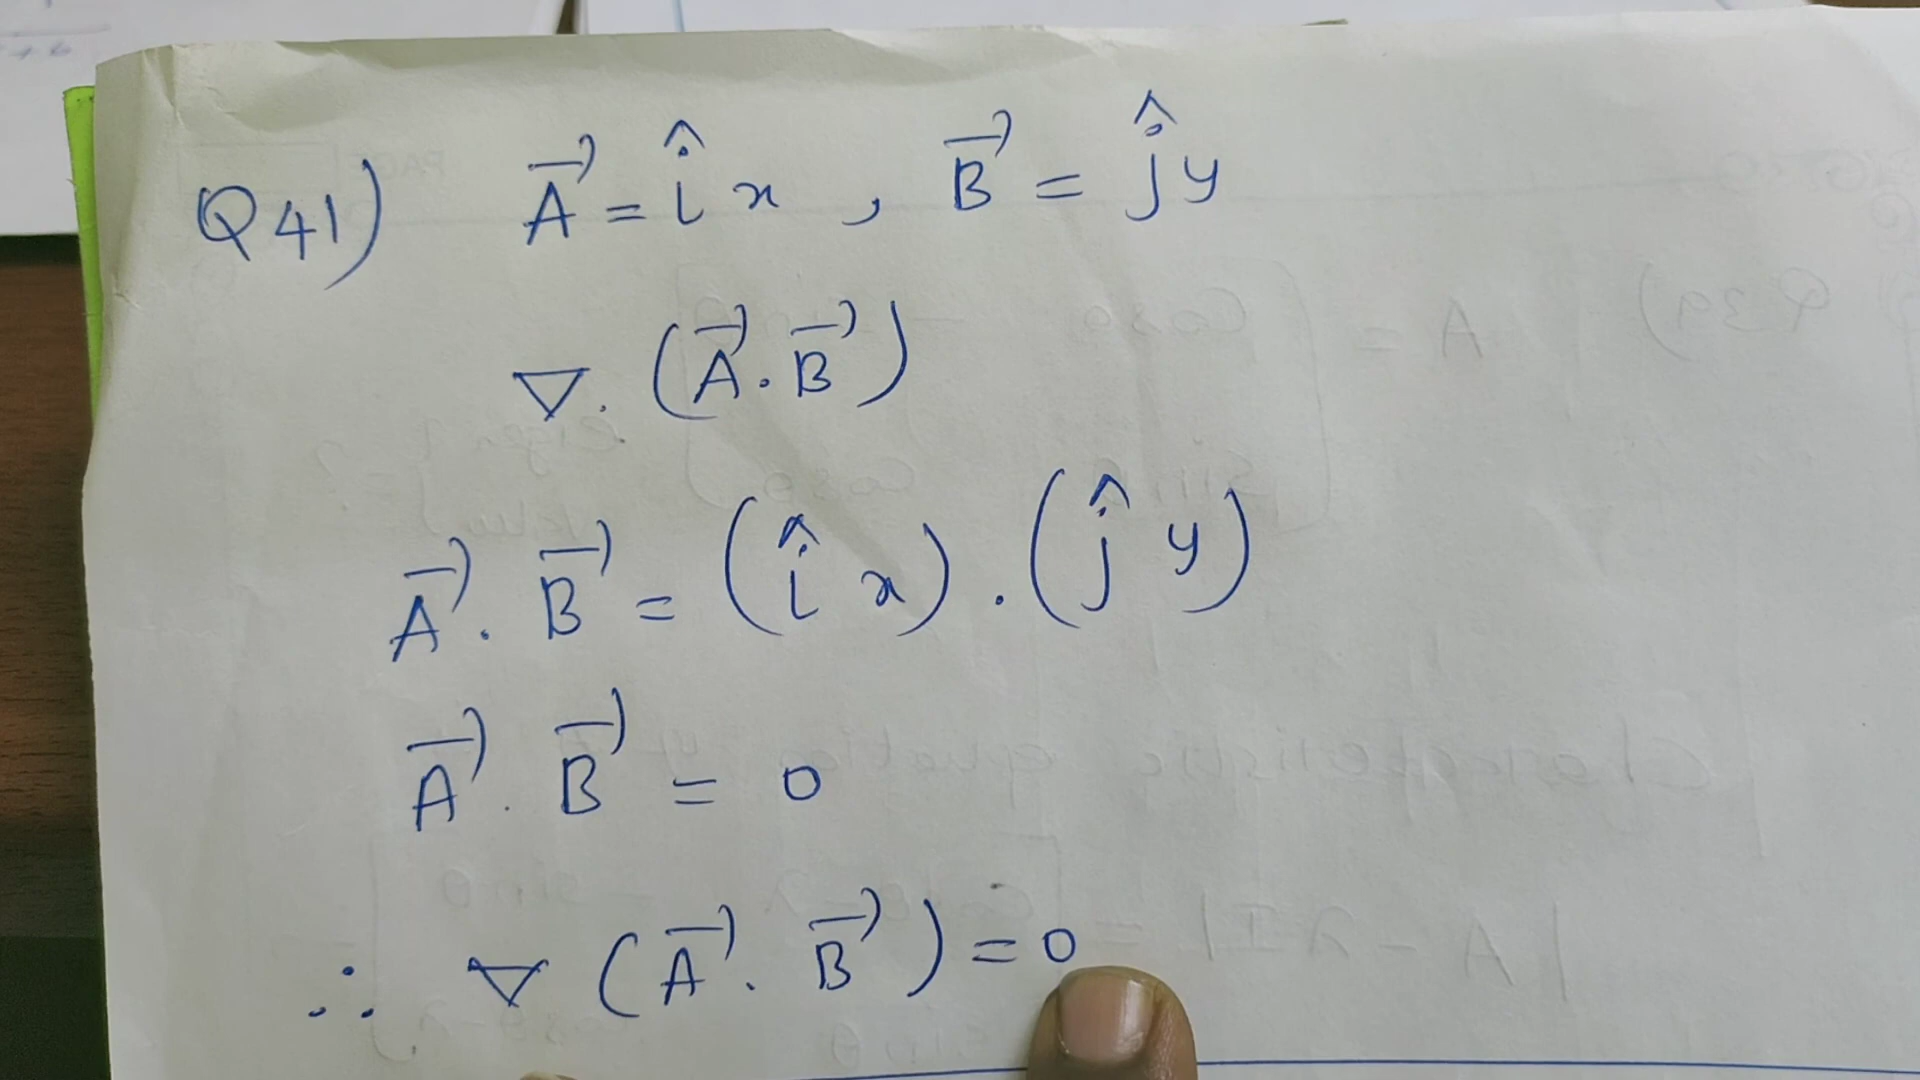 Q41) A⃗ = î x , B⃗ = ĵ y
∇. (A⃗ . B⃗)
A⃗ . B⃗ = (î x) . (ĵ y)
A⃗ . B⃗ = 0
∴ ∇ (A⃗ . B⃗) = 0